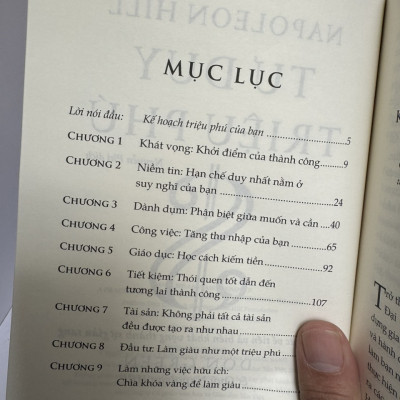 MỤC LỤC
Lời nói đầu: Kế hoạch triệu phú của bạn 5
CHƯƠNG 1 Khát vọng: Khởi điểm của thành công 9
CHƯƠNG 2 Niềm tin: Hạn chế duy nhất nằm ở
suy nghĩ của bạn 24
CHƯƠNG 3 Dành dụm: Phân biệt giữa muốn và cần 40
CHƯƠNG 4 Công việc: Tăng thu nhập của bạn 65
CHƯƠNG 5 Giáo dục: Học cách kiếm tiền 92
CHƯƠNG 6 Tiết kiệm: Thói quen tốt dẫn đến
tương lai thành công 107
CHƯƠNG 7 Tài sản: Không phải tất cả tài sản
đều được tạo ra như nhau
CHƯƠNG 8 Đầu tư: Làm giàu như một triệu phú
CHƯƠNG 9 Làm những việc hữu ích:
Chìa khóa vàng để làm giàu
NAPOLEON HILL
TƯ DUY
TRIỆU PHÚ